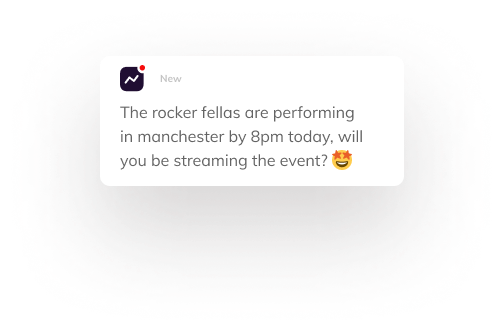 New
The rocker fellas are performing
in manchester by 8pm today, will
you be streaming the event? 🤩